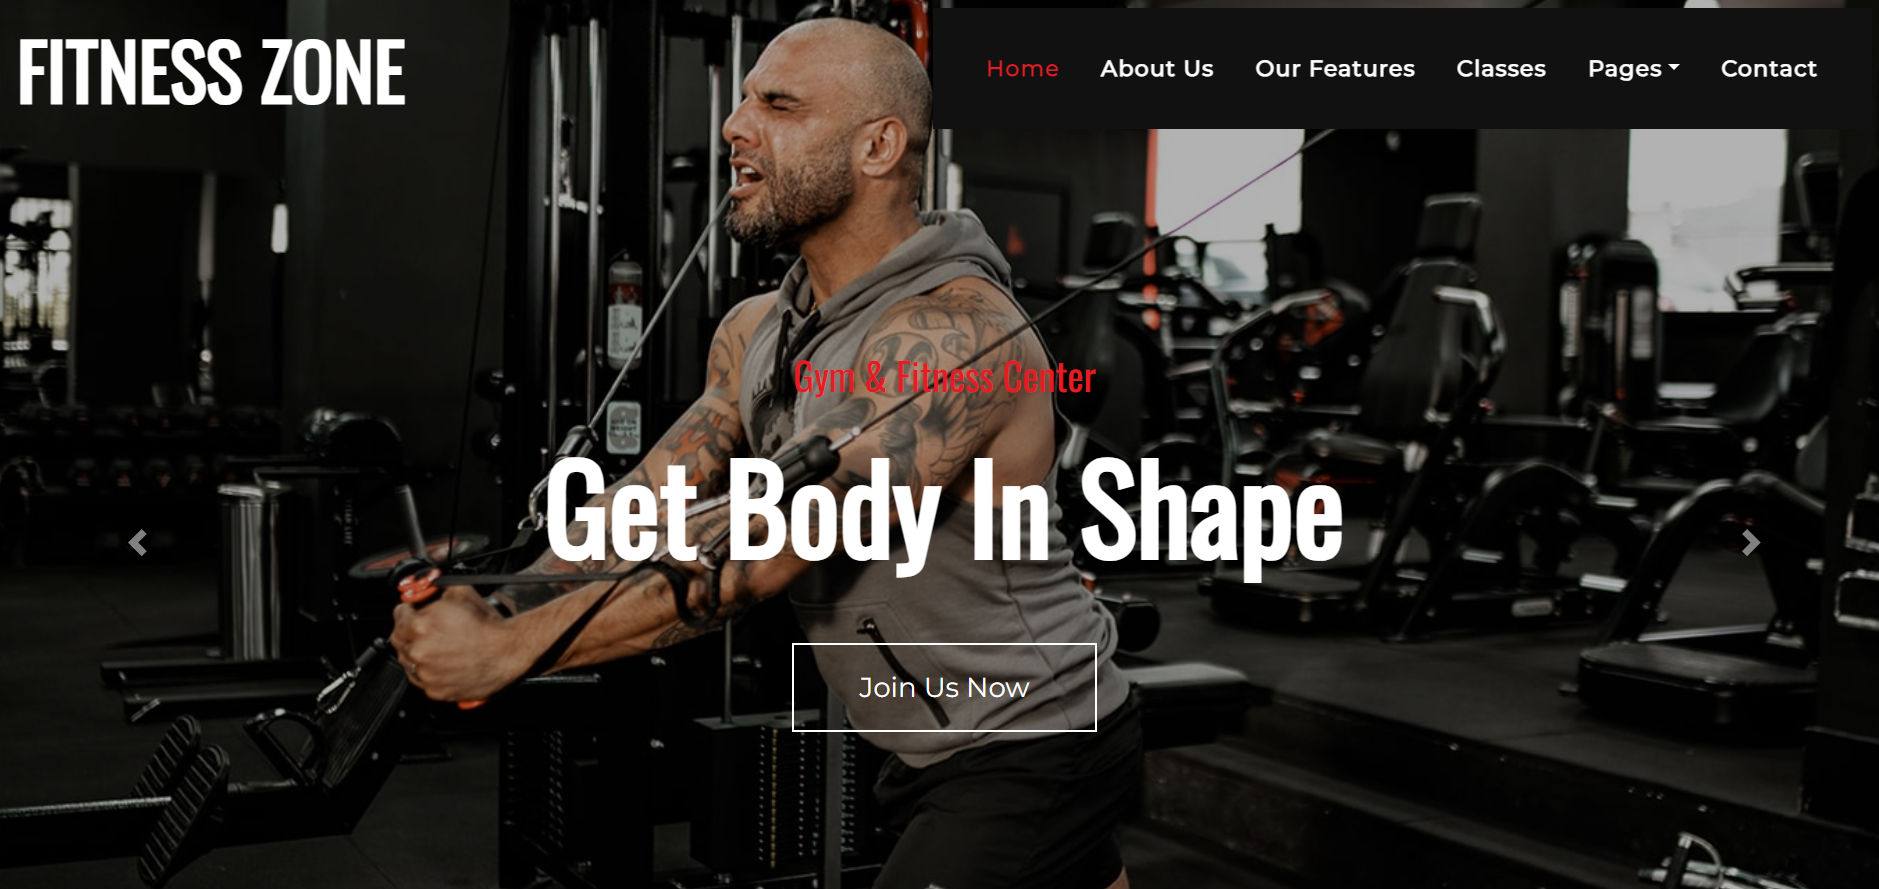 FITNESS ZONE
Home About Us Our Features Classes Pages Contact
Gym & Fitness Center
Get Body In Shape
Join Us Now